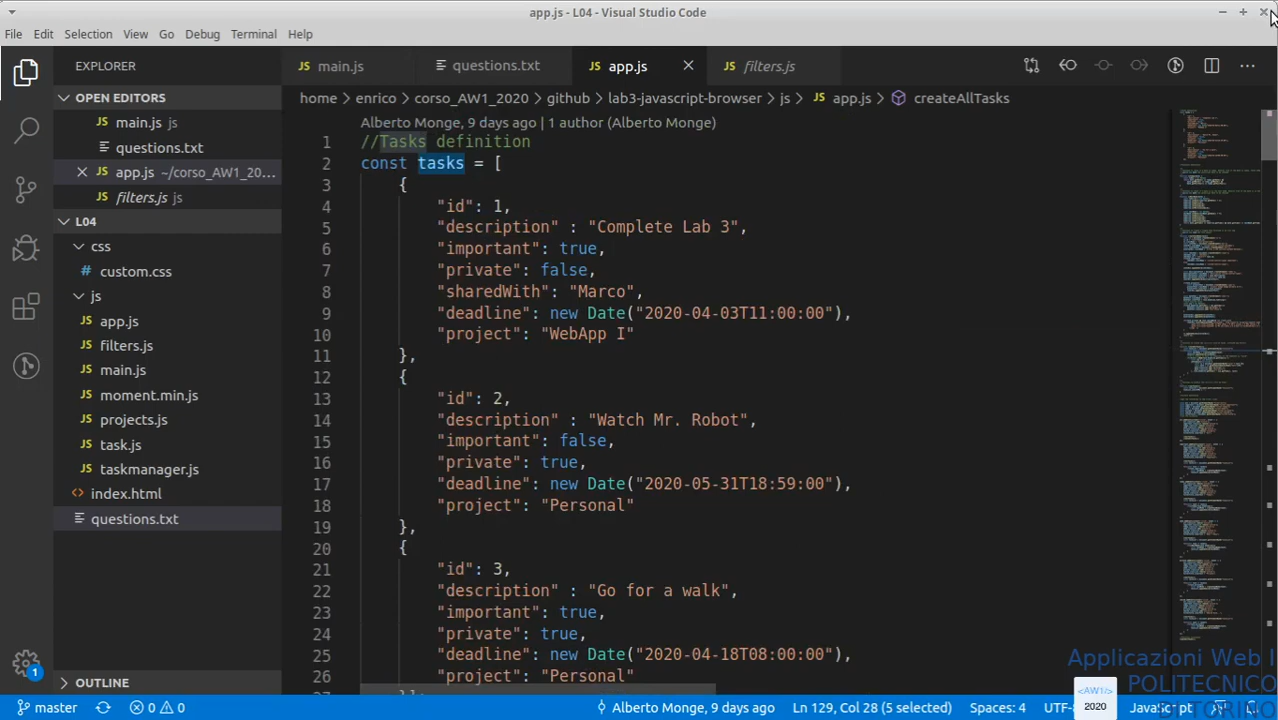 app.js - L04 - Visual Studio Code
File Edit Selection View Go Debug Terminal Help
EXPLORER
OPEN EDITORS
main.js js
questions.txt
app.js ~/corso_AW1_20...
filters.js js
L04
css
custom.css
js
app.js
filters.js
main.js
moment.min.js
projects.js
task.js
taskmanager.js
index.html
questions.txt
OUTLINE
main.js questions.txt app.js filters.js
home > enrico > corso_AW1_2020 > github > lab3-javascript-browser > js > app.js > createAllTasks
Alberto Monge, 9 days ago | 1 author (Alberto Monge)
1 //Tasks definition
2 const tasks = [
3 {
4 "id": 1,
5 "description" : "Complete Lab 3",
6 "important": true,
7 "private": false,
8 "sharedWith": "Marco",
9 "deadline": new Date("2020-04-03T11:00:00"),
10 "project": "WebApp I"
11 },
12 {
13 "id": 2,
14 "description" : "Watch Mr. Robot",
15 "important": false,
16 "private": true,
17 "deadline": new Date("2020-05-31T18:59:00"),
18 "project": "Personal"
19 },
20 {
21 "id": 3,
22 "description" : "Go for a walk",
23 "important": true,
24 "private": true,
25 "deadline": new Date("2020-04-18T08:00:00"),
26 "project": "Personal"
Applicazioni Web I
POLITECNICO
<AW1/>
2020
1
master 0 0 Alberto Monge, 9 days ago Ln 129, Col 28 (5 selected) Spaces: 4 JavaScript